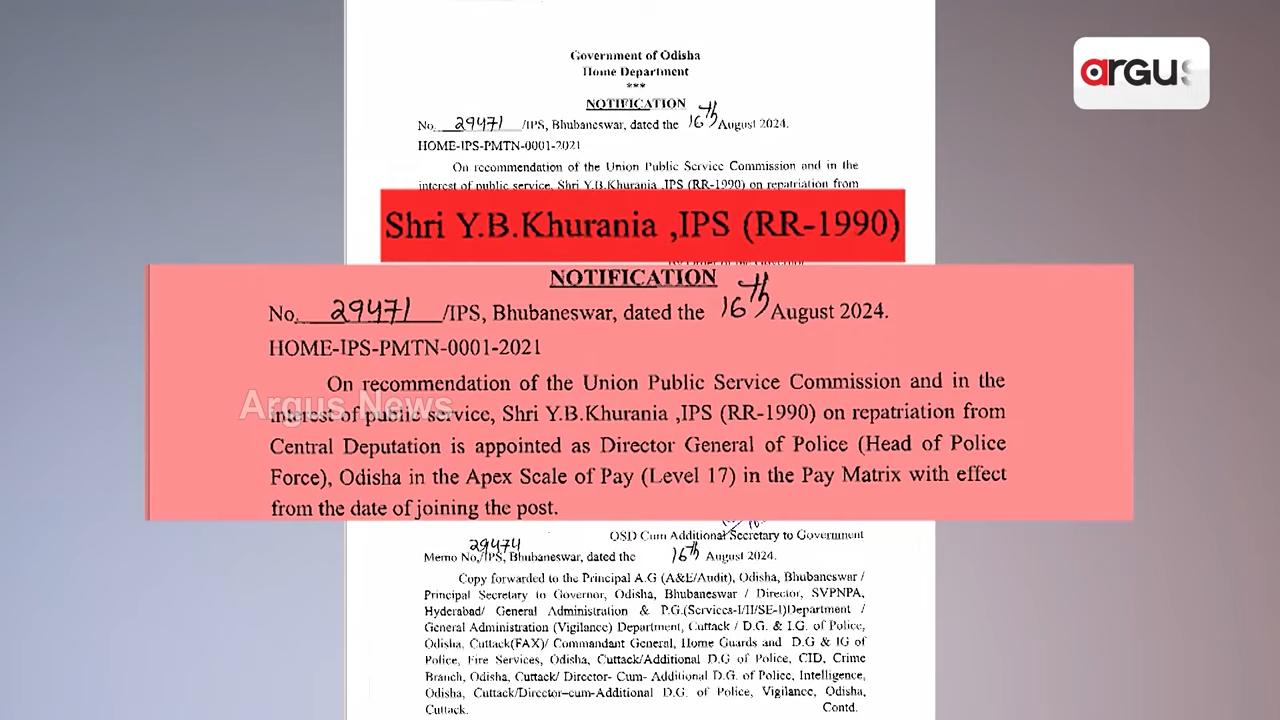 argus
Government of Odisha
Home Department
***
NOTIFICATION
No. 29471 /IPS, Bhubaneswar, dated the 16th August 2024.
HOME-IPS-PMTN-0001-2021
On recommendation of the Union Public Service Commission and in the
interest of public service, Shri Y.B.Khurania ,IPS (RR-1990) on repatriation from
Shri Y.B.Khurania ,IPS (RR-1990)
By Order of the Governor
NOTIFICATION
No. 29471 /IPS, Bhubaneswar, dated the 16th August 2024.
HOME-IPS-PMTN-0001-2021
On recommendation of the Union Public Service Commission and in the
Argus News
interest of public service, Shri Y.B.Khurania ,IPS (RR-1990) on repatriation from
Central Deputation is appointed as Director General of Police (Head of Police
Force), Odisha in the Apex Scale of Pay (Level 17) in the Pay Matrix with effect
from the date of joining the post.
OSD Cum Additional Secretary to Government
Memo No. 29474 /IPS, Bhubaneswar, dated the 16th August 2024.
Copy forwarded to the Principal A.G (A&E/Audit), Odisha, Bhubaneswar /
Principal Secretary to Governor, Odisha, Bhubaneswar / Director, SVPNPA,
Hyderabad/ General Administration & P.G.(Services-I/II/SE-I)Department /
General Administration (Vigilance) Department, Cuttack / D.G. & I.G. of Police,
Odisha, Cuttack(FAX)/ Commandant General, Home Guards and D.G & IG of
Police, Fire Services, Odisha, Cuttack/Additional D.G of Police, CID, Crime
Branch, Odisha, Cuttack/ Director- Cum- Additional D.G. of Police, Intelligence,
Odisha, Cuttack/Director–cum-Additional D.G. of Police, Vigilance, Odisha,
Cuttack. Contd.